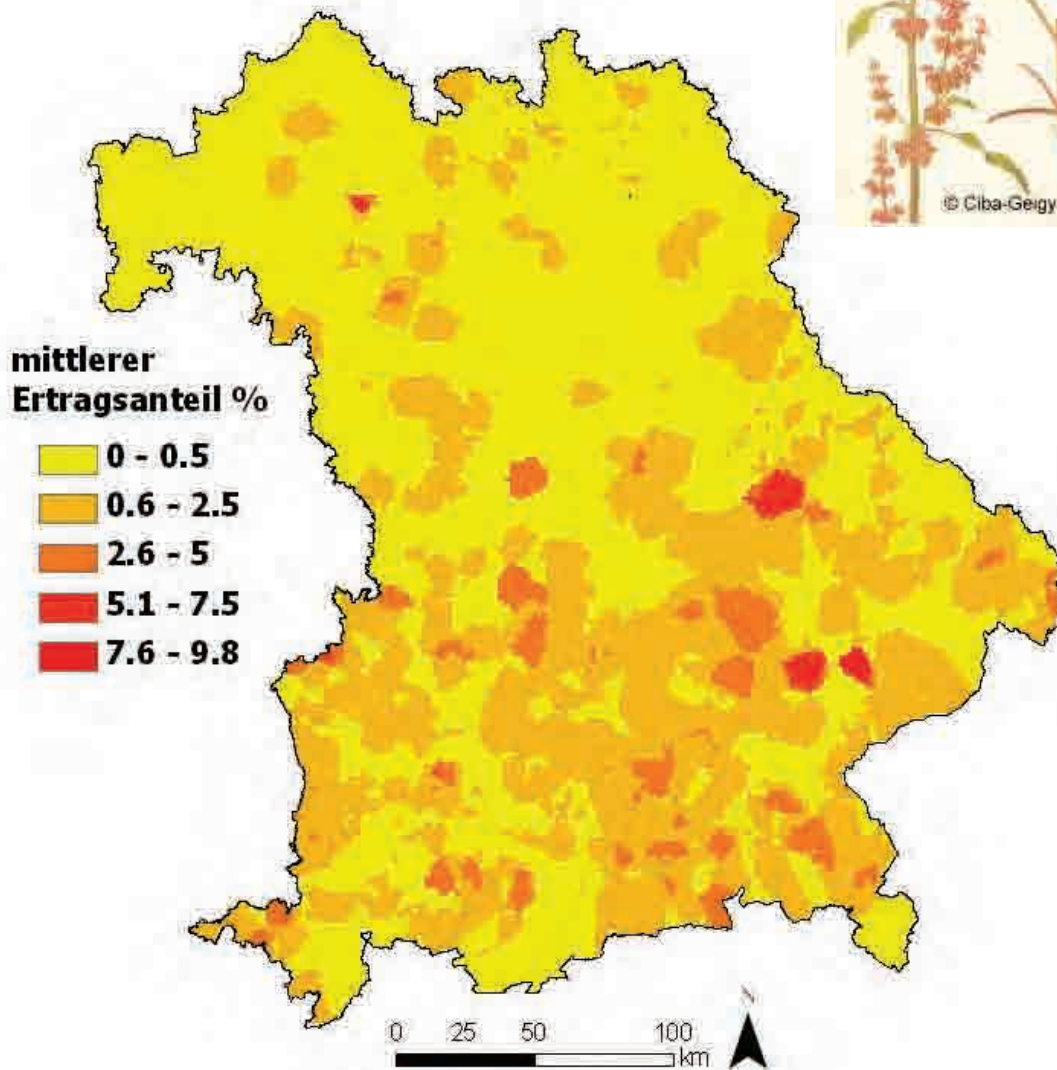 © Ciba-Geigy
mittlerer
Ertragsanteil %
0 - 0.5
0.6 - 2.5
2.6 - 5
5.1 - 7.5
7.6 - 9.8
N
0 25 50 100
km